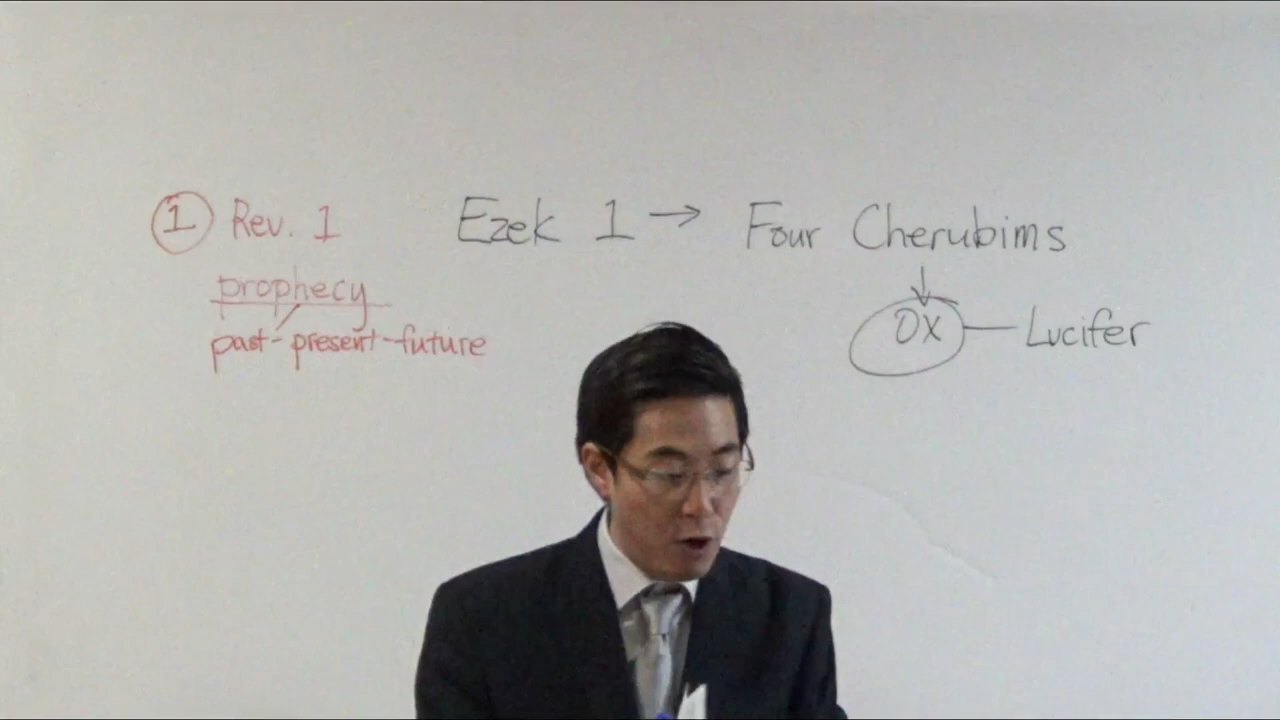 ① Rev. 1
prophecy
past-present-future
Ezek 1 → Four Cherubims
↓
Ox — Lucifer